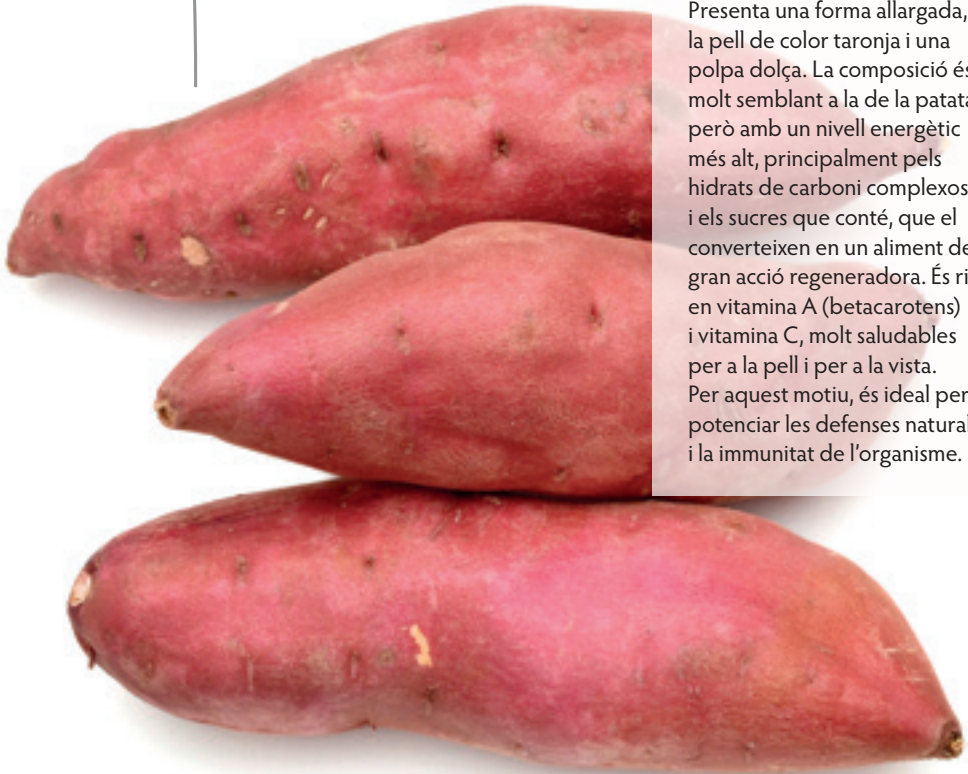 Presenta una forma allargada,
la pell de color taronja i una
polpa dolça. La composició és
molt semblant a la de la patata
però amb un nivell energètic
més alt, principalment pels
hidrats de carboni complexos
i els sucres que conté, que el
converteixen en un aliment de
gran acció regeneradora. És ri
en vitamina A (betacarotens)
i vitamina C, molt saludables
per a la pell i per a la vista.
Per aquest motiu, és ideal per
potenciar les defenses natural
i la immunitat de l'organisme.